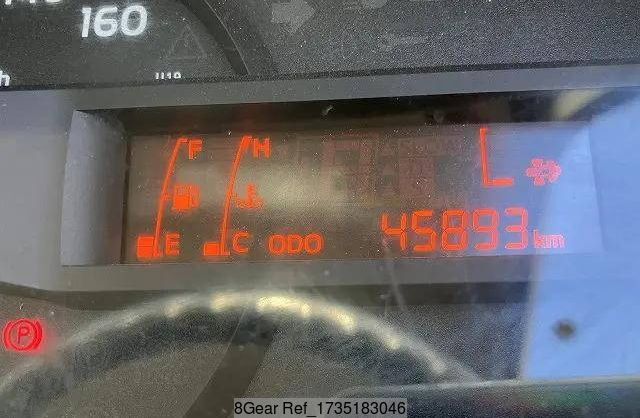 160
F H L
E C ODO 45893 km
P
8Gear Ref_1735183046